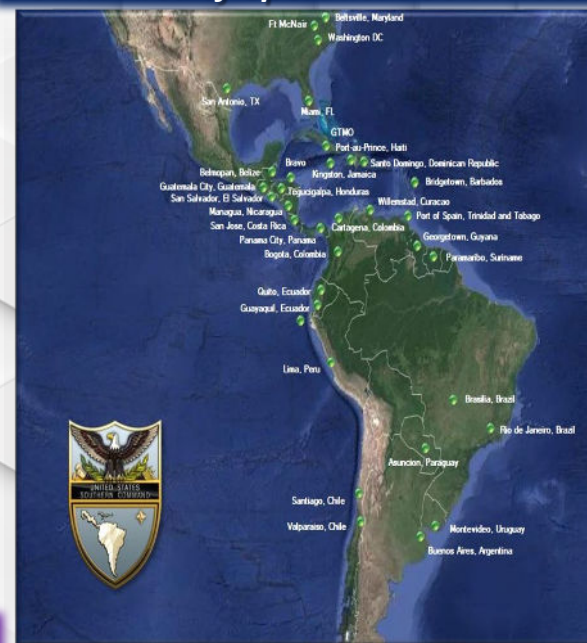 Beltsville, Maryland
Ft McNair
Washington DC
San Antonio, TX
Miami, FL
GTMO
Port-au-Prince, Haiti
Santo Domingo, Dominican Republic
Bravo
Kingston, Jamaica
Belmopan, Belize
Bridgetown, Barbados
Guatemala City, Guatemala
Tegucigalpa, Honduras
San Salvador, El Salvador
Willemstad, Curacao
Managua, Nicaragua
Port of Spain, Trinidad and Tobago
San Jose, Costa Rica
Cartagena, Colombia
Panama City, Panama
Georgetown, Guyana
Bogota, Colombia
Paramaribo, Suriname
Quito, Ecuador
Guayaquil, Ecuador
Lima, Peru
Brasilia, Brazil
Rio de Janeiro, Brazil
Asuncion, Paraguay
UNITED STATES
SOUTHERN COMMAND
Santiago, Chile
Valparaiso, Chile
Montevideo, Uruguay
Buenos Aires, Argentina